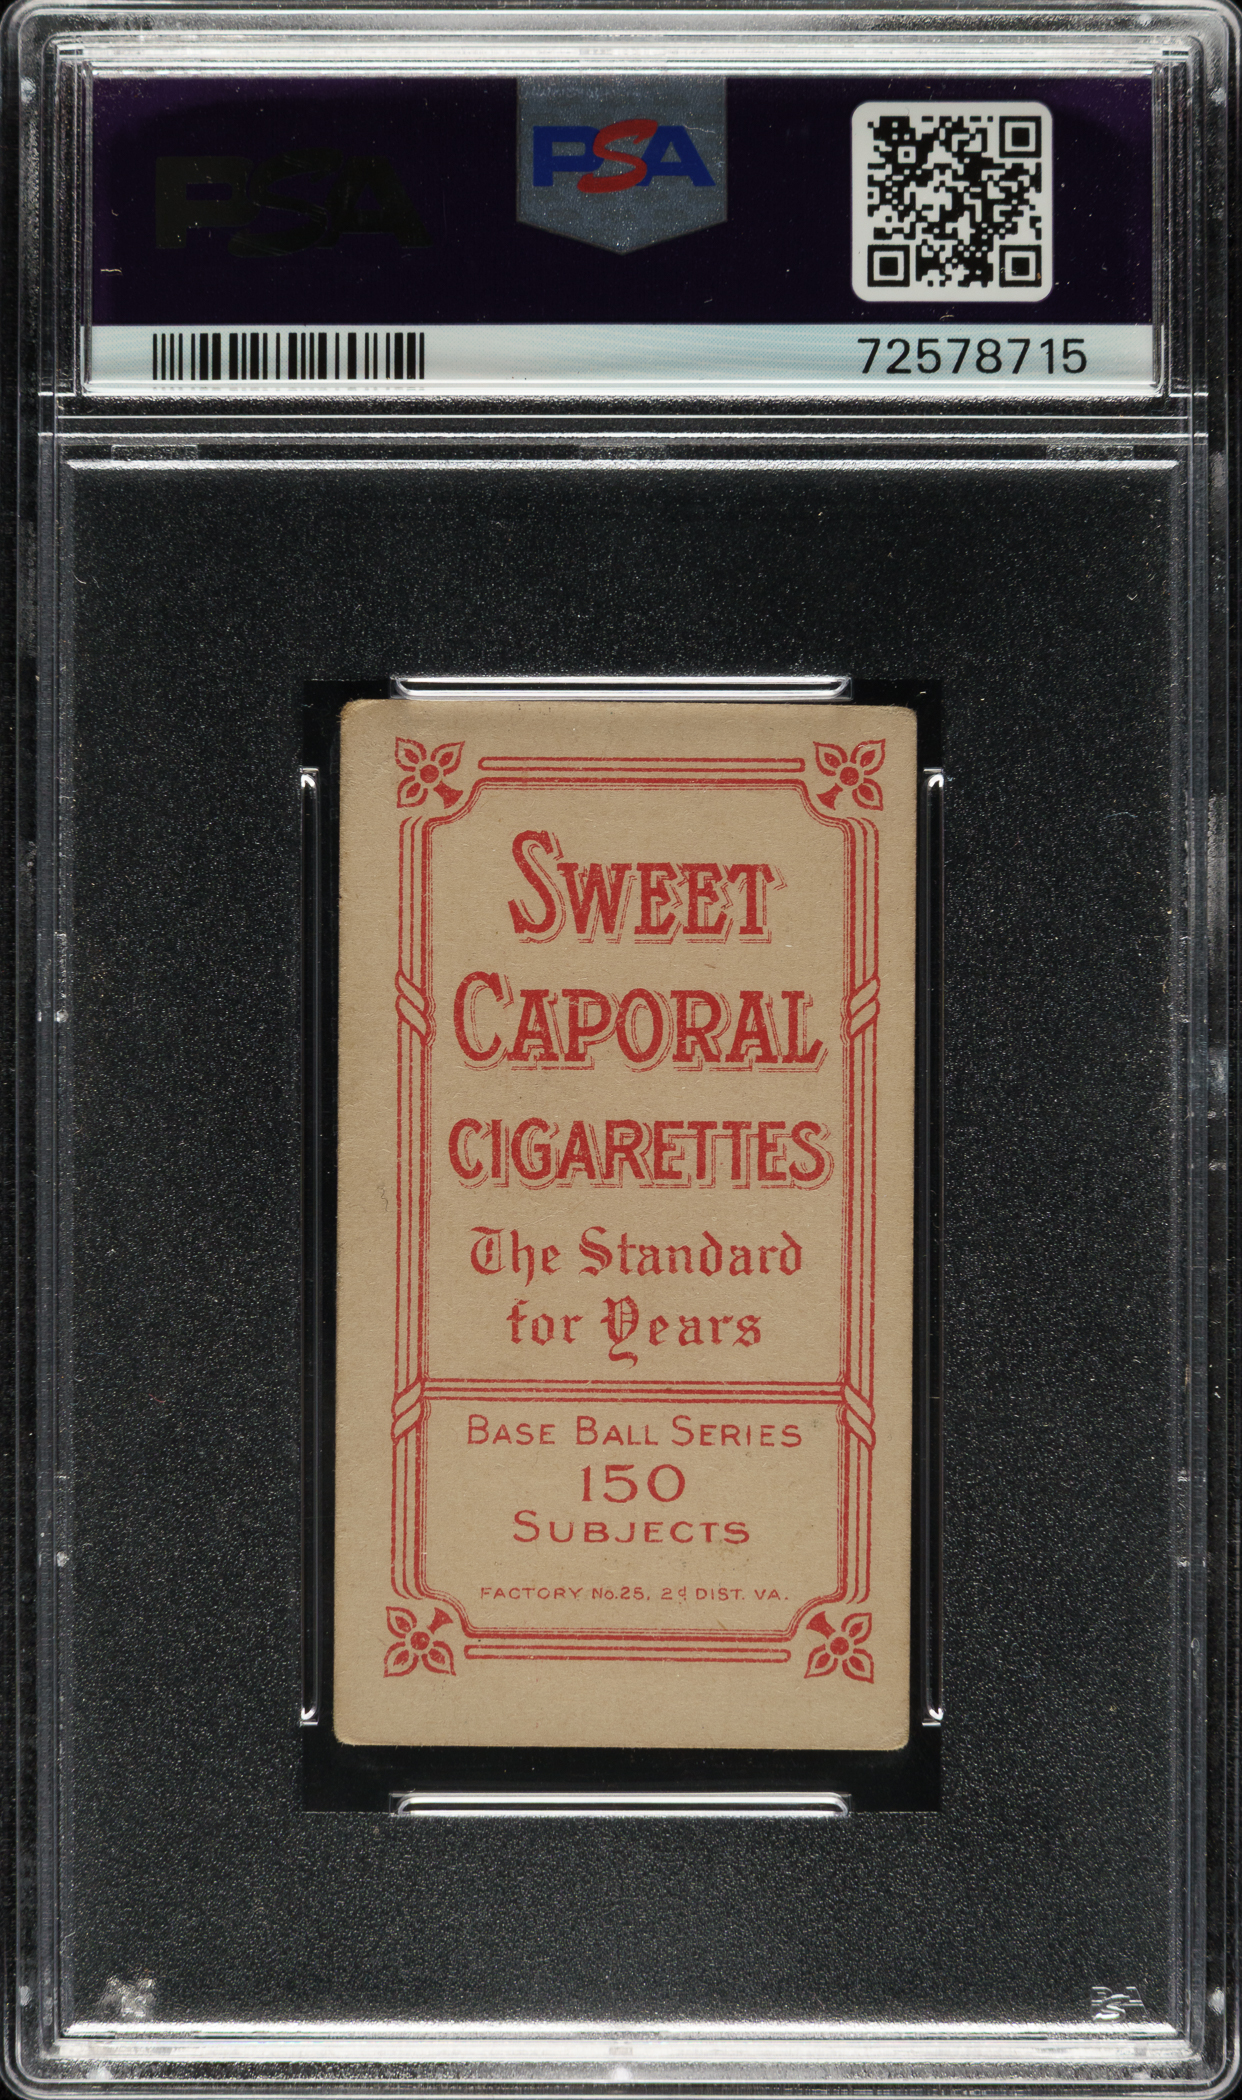 PSA
PSA
72578715
SWEET
CAPORAL
CIGARETTES
The Standard
for Years
BASE BALL SERIES
150
SUBJECTS
FACTORY No.25, 2d DIST. VA.
PSA